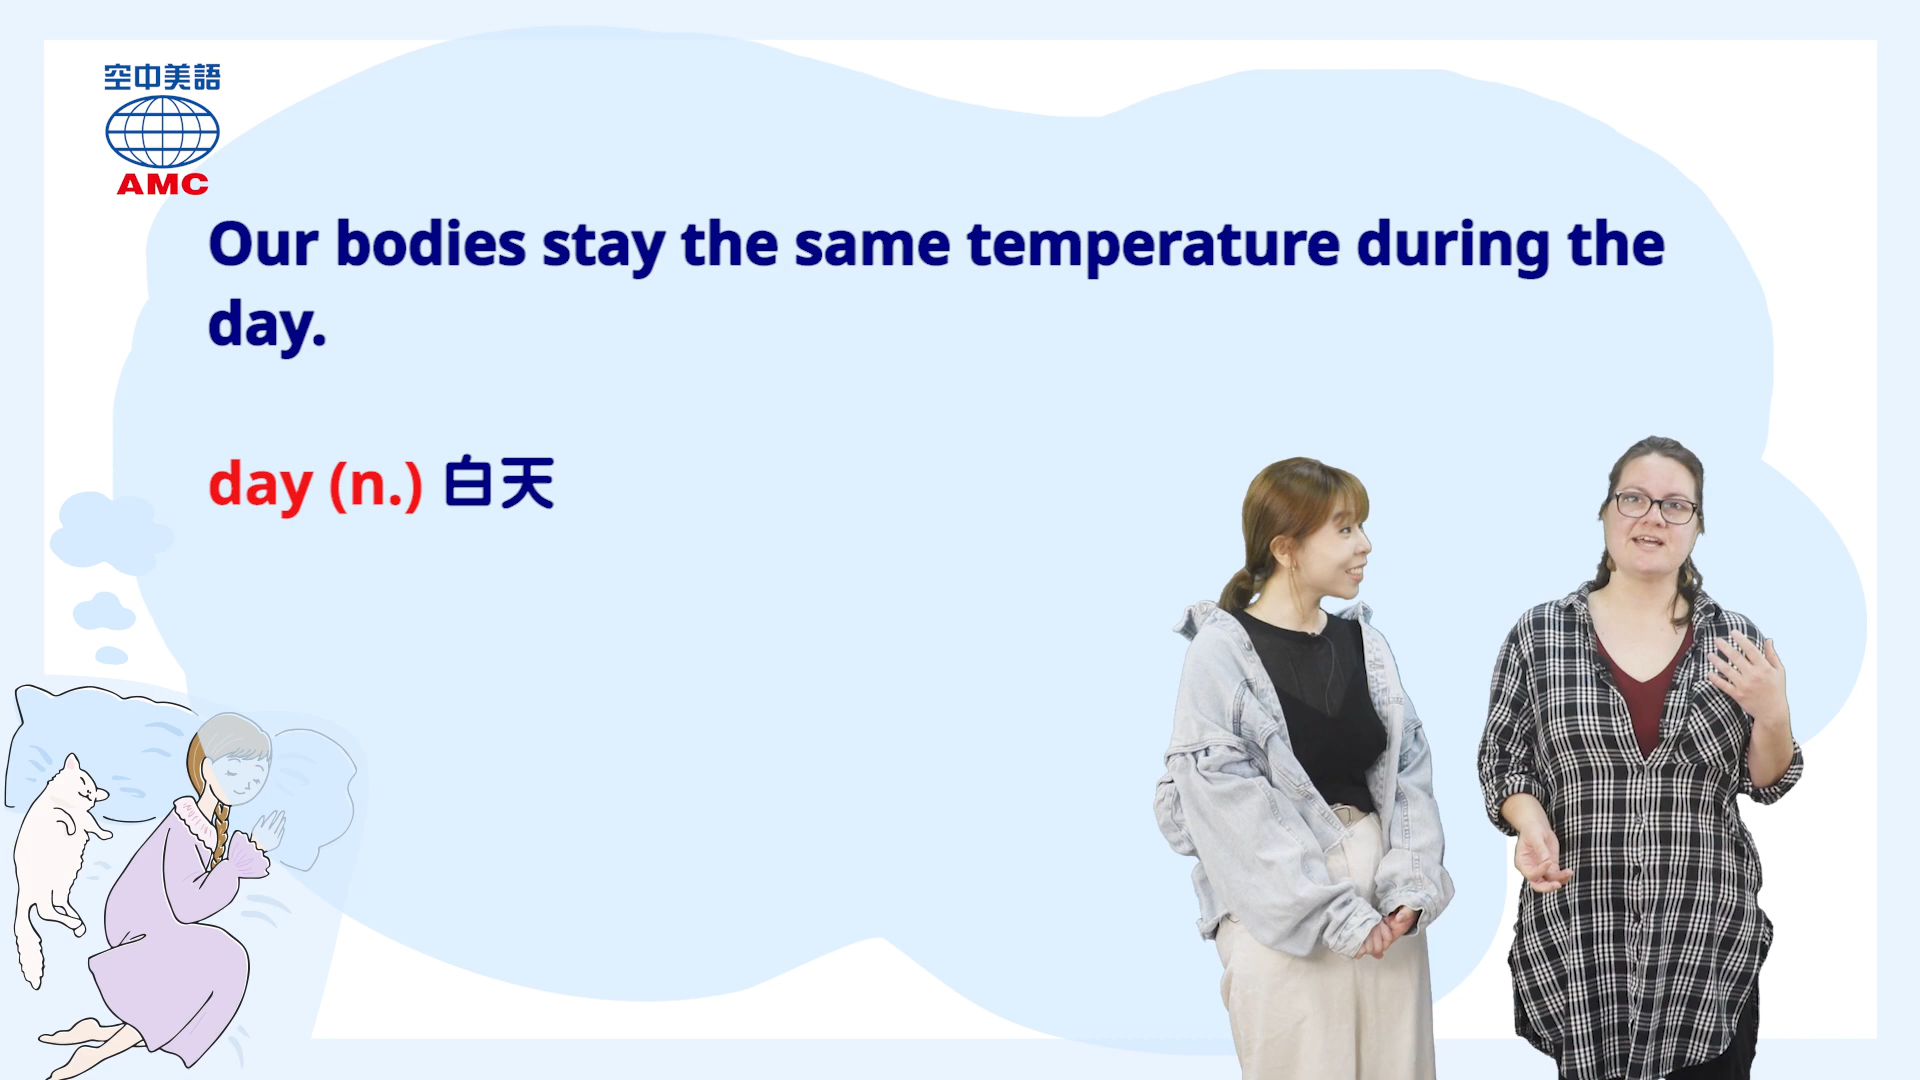 空中美語
AMC
Our bodies stay the same temperature during the
day.
day (n.) 白天